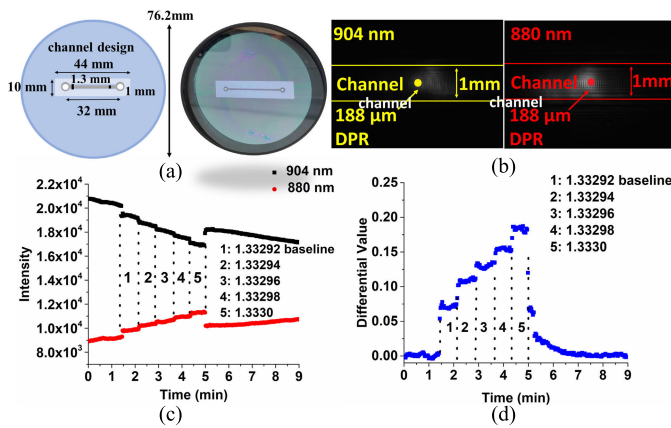 76.2mm
channel design
44 mm
10 mm
1.3 mm
1 mm
32 mm
(a)
904 nm
Channel
channel
1mm
188 μm
DPR
880 nm
Channel
channel
1mm
188 μm
DPR
(b)
904 nm
880 nm
2.2x10⁴
2.0x10⁴
1.8x10⁴
1.6x10⁴
1.4x10⁴
1.2x10⁴
1.0x10⁴
8.0x10³
Intensity
1 2 3 4 5
1: 1.33292 baseline
2: 1.33294
3: 1.33296
4: 1.33298
5: 1.3330
0 1 2 3 4 5 6 7 8 9
Time (min)
(c)
0.25
0.20
0.15
0.10
0.05
0.00
Differential Value
1: 1.33292 baseline
2: 1.33294
3: 1.33296
4: 1.33298
5: 1.3330
1 2 3 4 5
0 1 2 3 4 5 6 7 8 9
Time (min)
(d)